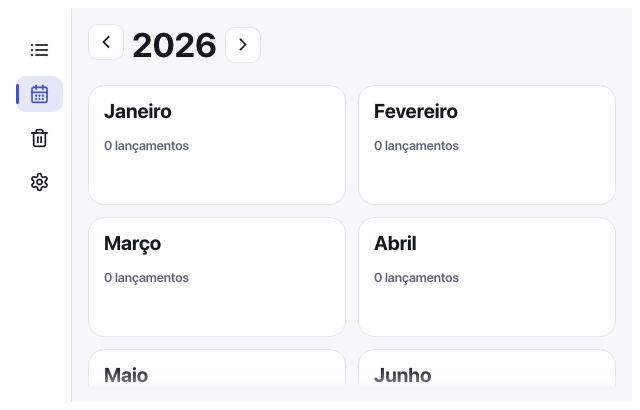 2026
Janeiro
0 lançamentos
Fevereiro
0 lançamentos
Março
0 lançamentos
Abril
0 lançamentos
Maio
Junho